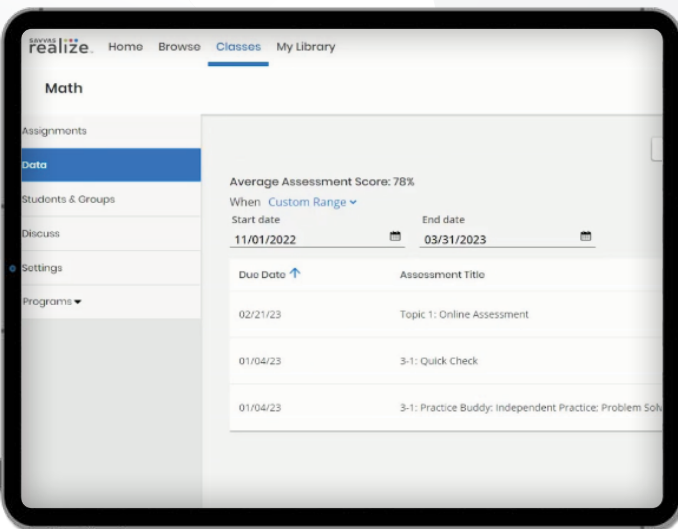 SAVVAS
realize. Home Browse Classes My Library
Math
Assignments
Data
Students & Groups
Discuss
Settings
Programs
Average Assessment Score: 78%
When Custom Range
Start date End date
11/01/2022 03/31/2023
Due Date Assessment Title
02/21/23 Topic 1: Online Assessment
01/04/23 3-1: Quick Check
01/04/23 3-1: Practice Buddy: Independent Practice: Problem